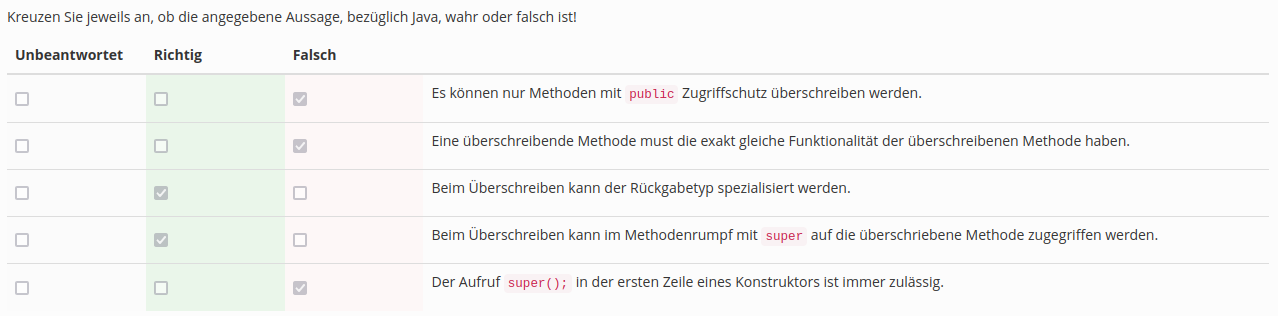 Kreuzen Sie jeweils an, ob die angegebene Aussage, bezüglich Java, wahr oder falsch ist!
Unbeantwortet Richtig Falsch
Es können nur Methoden mit public Zugriffschutz überschreiben werden.
Eine überschreibende Methode must die exakt gleiche Funktionalität der überschreibenen Methode haben.
Beim Überschreiben kann der Rückgabetyp spezialisiert werden.
Beim Überschreiben kann im Methodenrumpf mit super auf die überschriebene Methode zugegriffen werden.
Der Aufruf super(); in der ersten Zeile eines Konstruktors ist immer zulässig.